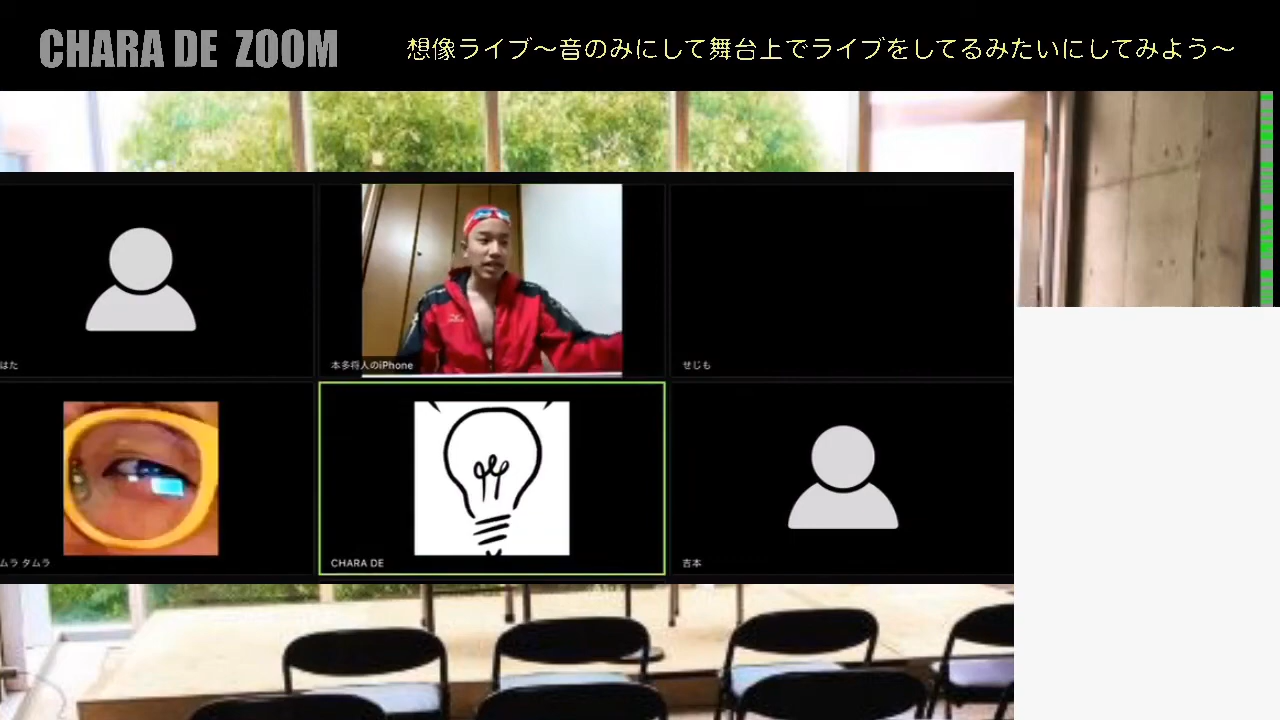 CHARA DE ZOOM
想像ライブ～音のみにして舞台上でライブをしてるみたいにしてみよう～
はた
本多将人のiPhone
せじも
ムラ タムラ
CHARA DE
吉本